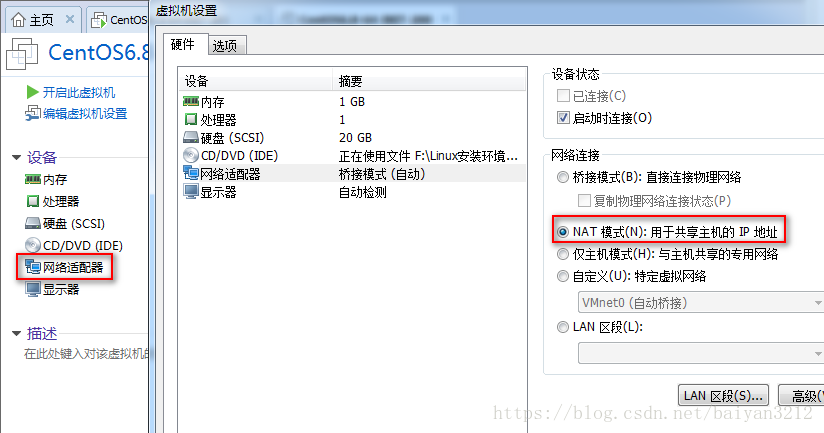 主页
CentOS
虚拟机设置
CentOS6.8
开启此虚拟机
编辑虚拟机设置
设备
内存
处理器
硬盘 (SCSI)
CD/DVD (IDE)
网络适配器
显示器
描述
在此处键入对该虚拟机的
硬件
选项
设备 摘要
内存 1 GB
处理器 1
硬盘 (SCSI) 20 GB
CD/DVD (IDE) 正在使用文件 F:\Linux安装环境...
网络适配器 桥接模式 (自动)
显示器 自动检测
设备状态
已连接(C)
启动时连接(O)
网络连接
桥接模式(B): 直接连接物理网络
复制物理网络连接状态(P)
NAT 模式(N): 用于共享主机的 IP 地址
仅主机模式(H): 与主机共享的专用网络
自定义(U): 特定虚拟网络
VMnet0 (自动桥接)
LAN 区段(L):
LAN 区段(S)... 高级(V
https://blog.csdn.net/baiyan3212